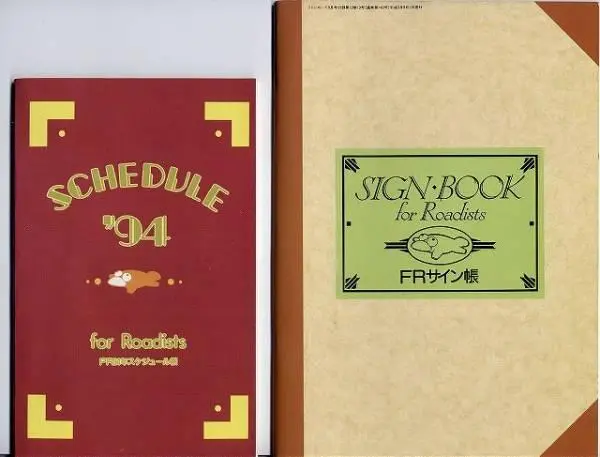 SCHEDULE
'94
for Roadists
SIGN・BOOK
for Roadists
FRサイン帳